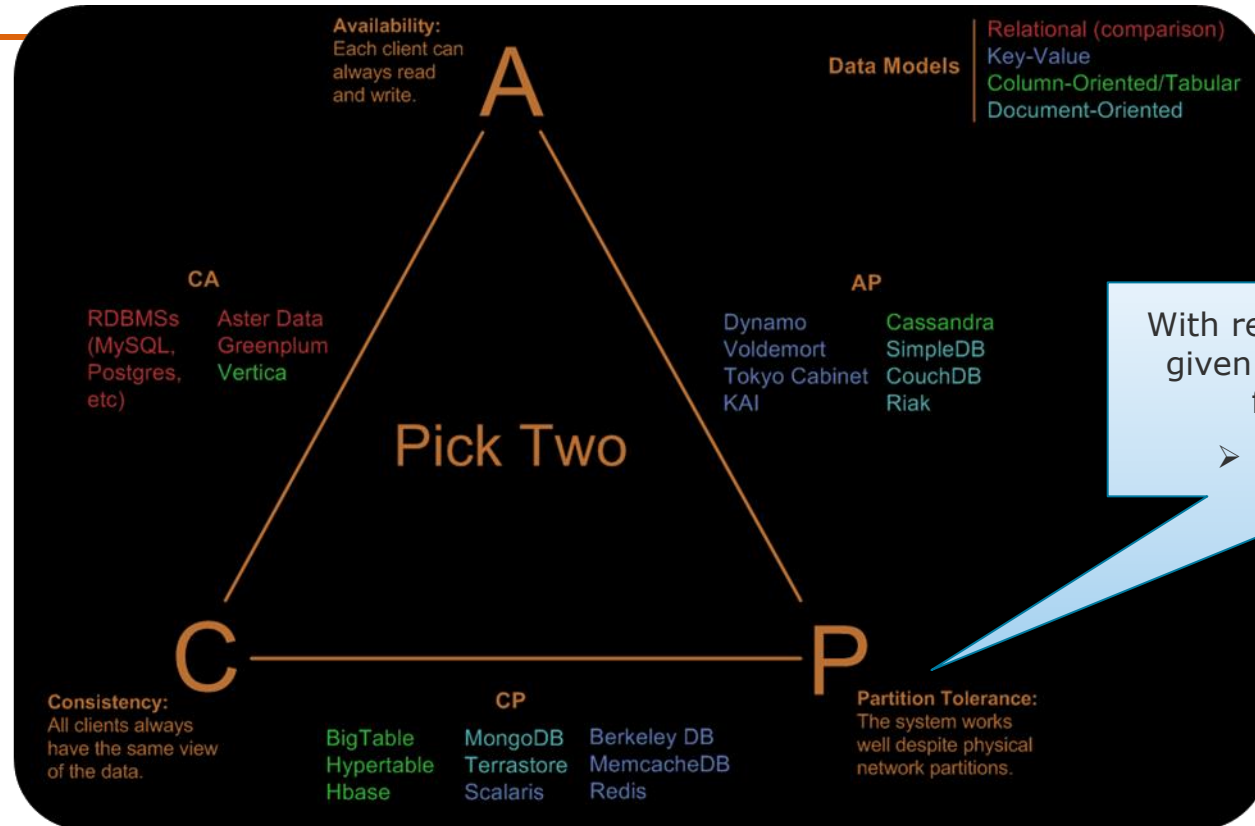 Availability:
Each client can
always read
and write.
A
Data Models
Relational (comparison)
Key-Value
Column-Oriented/Tabular
Document-Oriented
CA
RDBMSs
(MySQL,
Postgres,
etc)
Aster Data
Greenplum
Vertica
AP
Dynamo
Voldemort
Tokyo Cabinet
KAI
Cassandra
SimpleDB
CouchDB
Riak
With
given
➢
Pick Two
C
P
Consistency:
All clients always
have the same view
of the data.
CP
BigTable
Hypertable
Hbase
MongoDB
Terrastore
Scalaris
Berkeley DB
MemcacheDB
Redis
Partition Tolerance:
The system works
well despite physical
network partitions.